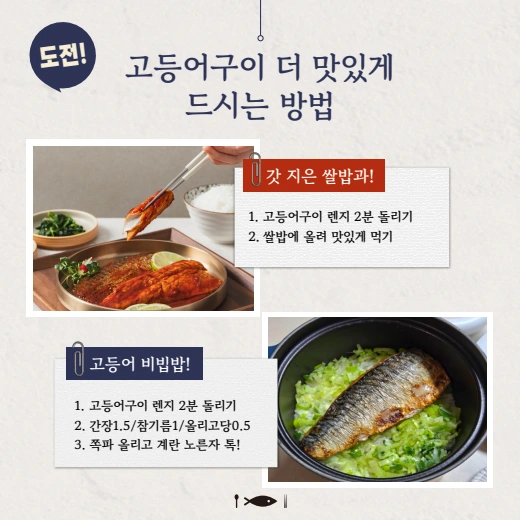 도전!
고등어구이 더 맛있게
드시는 방법
갓 지은 쌀밥과!
1. 고등어구이 렌지 2분 돌리기
2. 쌀밥에 올려 맛있게 먹기
고등어 비빕밥!
1. 고등어구이 렌지 2분 돌리기
2. 간장1.5/참기름1/올리고당0.5
3. 쪽파 올리고 계란 노른자 톡!